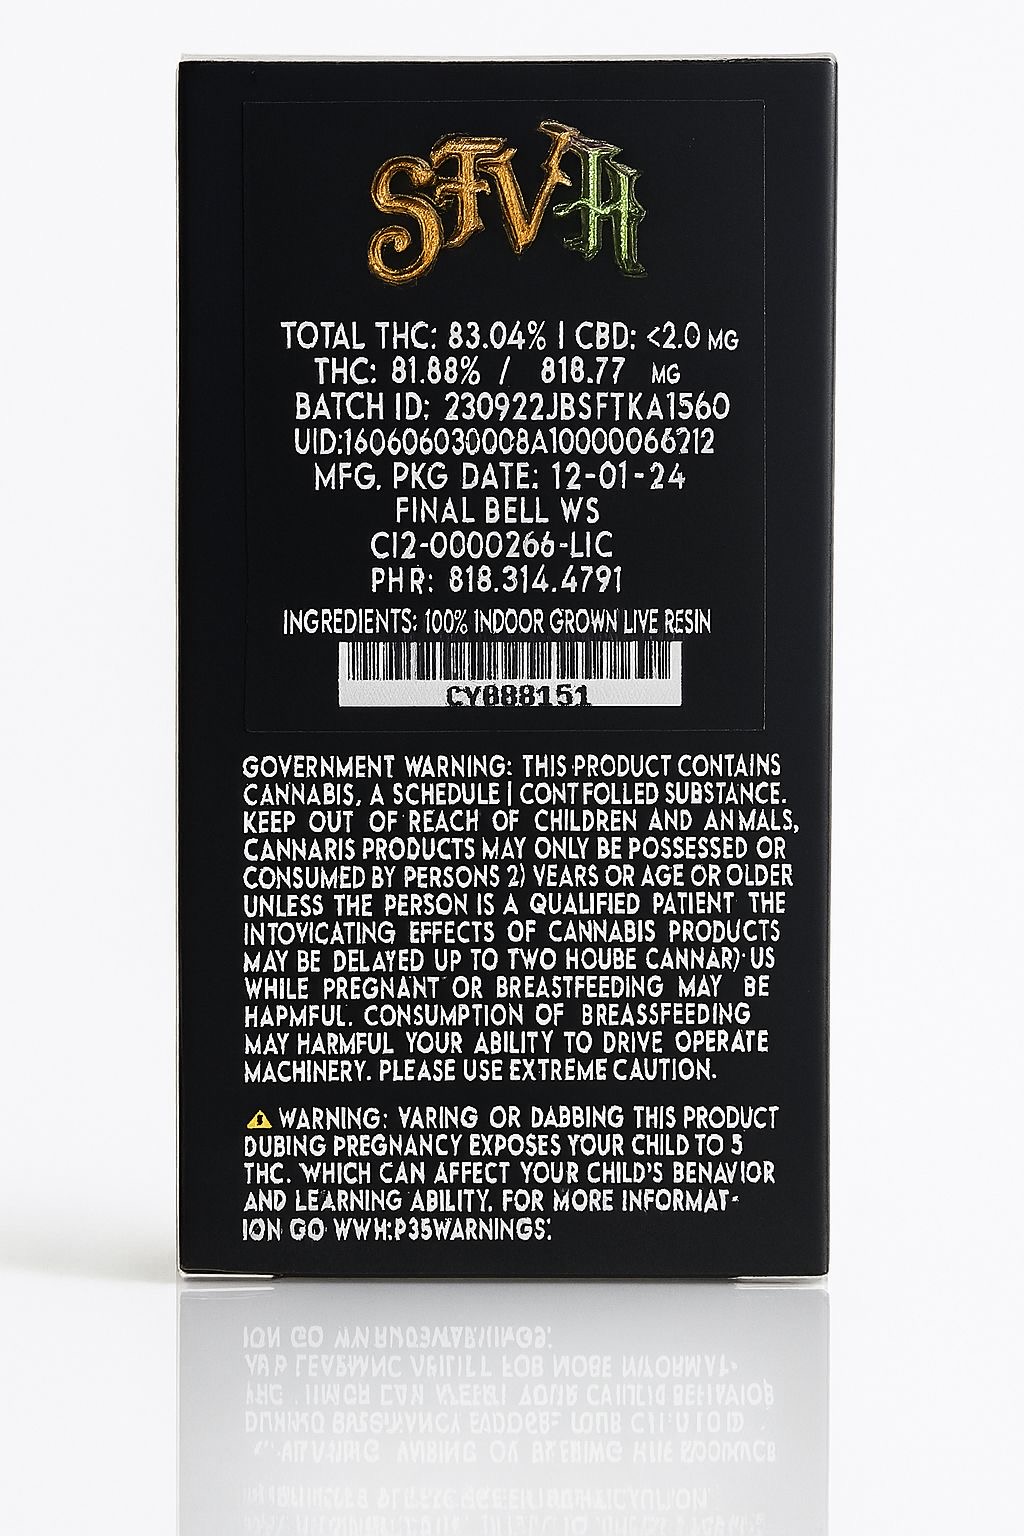 SFVH
TOTAL THC: 83.04% | CBD: <2.0 MG
THC: 81.88% / 818.77 MG
BATCH ID: 230922JBSFTKA1560
UID:160606030008A10000066212
MFG. PKG DATE: 12-01-24
FINAL BELL WS
C12-0000266-LIC
PHR: 818.314.4791
INGREDIENTS: 100% INDOOR GROWN LIVE RESIN
CY088151
GOVERNMENT WARNING: THIS PRODUCT CONTAINS
CANNABIS, A SCHEDULE | CONTFOLLED SUBSTANCE.
KEEP OUT OF REACH OF CHILDREN AND ANMALS,
CANNARIS PRODUCTS MAY ONLY BE POSSESSED OR
CONSUMED BY PERSONS 2) VEARS OR AGE OR OLDER
UNLESS THE PERSON IS A QUALIFIED PATIENT THE
INTOVICATING EFFECTS OF CANNABIS PRODUCTS
MAY BE DELAYED UP TO TWO HOUBE CANNAR) US
WHILE PREGNANT OR BREASTFEEDING MAY BE
HAPMFUL. CONSUMPTION OF BREASSFEEDING
MAY HARMFUL YOUR ABILITY TO DRIVE OPERATE
MACHINERY. PLEASE USE EXTREME CAUTION.
WARNING: VARING OR DABBING THIS PRODUCT
DUBING PREGNANCY EXPOSES YOUR CHILD TO 5
THC. WHICH CAN AFFECT YOUR CHILD'S BENAVIOR
AND LEARNING ABILITY. FOR MORE INFORMAT-
ION GO WWH:P35WARNINGS: